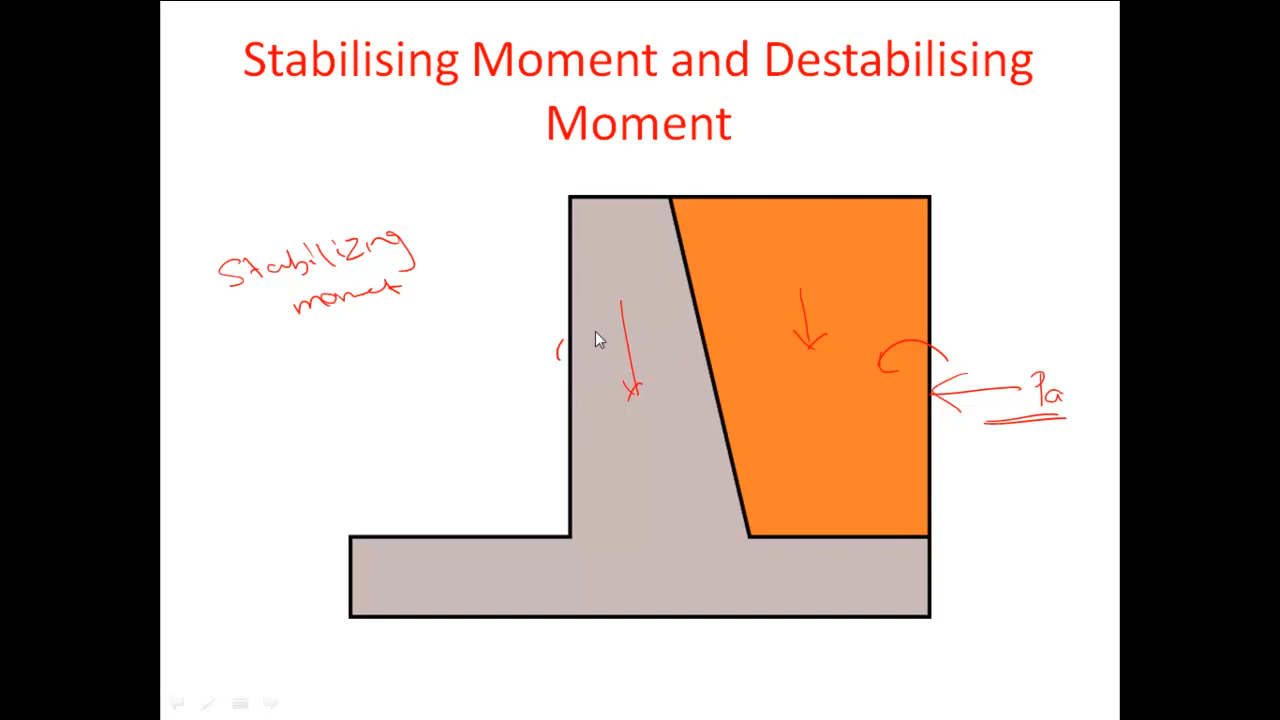 Stabilising Moment and Destabilising
Moment
Stabilizing
moment
Pa